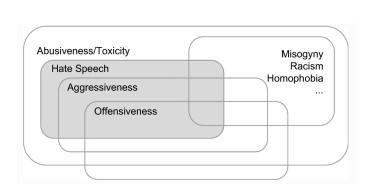 Abusiveness/Toxicity
Hate Speech
Aggressiveness
Offensiveness
Misogyny
Racism
Homophobia
...